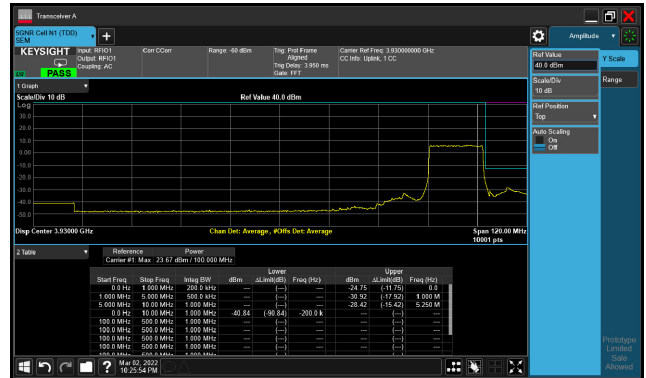 Transceiver A
5GNR Cell N1 (TDD)
SEM
Amplitude
KEYSIGHT
Input: RFIO1
Output: RFIO1
Coupling: AC
Corr CCorr
Range: -60 dBm
Trig: Prot Frame
Aligned
Trig Delay: 3.950 ms
Gate: FFT
Carrier Ref Freq: 3.930000000 GHz
CC Info: Uplink, 1 CC
PASS
Ref Value
40.0 dBm
Y Scale
Scale/Div
10 dB
Range
Ref Position
Top
Auto Scaling
On
Off
1 Graph
Scale/Div 10 dB
Ref Value 40.0 dBm
Log
30.0
20.0
10.0
0.00
-10.0
-20.0
-30.0
-40.0
-50.0
Disp Center 3.93000 GHz
Chan Det: Average , #Offs Det: Average
Span 120.00 MHz
10001 pts
2 Table
Reference Power
Carrier #1: Max 23.67 dBm / 100.000 MHz
Lower Upper
Start Freq Stop Freq Integ BW dBm ΔLimit(dB) Freq (Hz) dBm ΔLimit(dB) Freq (Hz)
0.0 Hz 1.000 MHz 200.0 kHz --- (---) --- -24.75 (-11.75) 0.0
1.000 MHz 5.000 MHz 500.0 kHz --- (---) --- -30.92 (-17.92) 1.000 M
5.000 MHz 10.00 MHz 1.000 MHz --- (---) --- -28.42 (-15.42) 5.250 M
0.0 Hz 10.00 MHz 1.000 MHz -40.84 (-90.84) -200.0 k --- (---) ---
100.0 MHz 500.0 MHz 1.000 MHz --- (---) --- --- (---) ---
100.0 MHz 500.0 MHz 1.000 MHz --- (---) --- --- (---) ---
100.0 MHz 500.0 MHz 1.000 MHz --- (---) --- --- (---) ---
100.0 MHz 500.0 MHz 1.000 MHz --- (---) --- --- (---) ---
100.0 MHz 500.0 MHz 1.000 MHz
Mar 02, 2022
10:25:54 PM
Prototype
Limited
Sale
Allowed